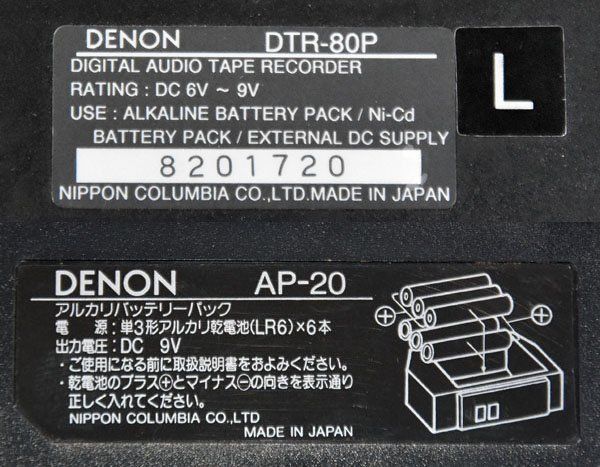 DENON DTR-80P
L
DIGITAL AUDIO TAPE RECORDER
RATING : DC 6V ~ 9V
USE : ALKALINE BATTERY PACK / Ni-Cd
BATTERY PACK / EXTERNAL DC SUPPLY
8201720
NIPPON COLUMBIA CO.,LTD. MADE IN JAPAN
DENON AP-20
アルカリバッテリーパック
電 源:単3形アルカリ乾電池(LR6)×6本
出力電圧:DC 9V
・ご使用になる前に取扱説明書をおよみください。
・乾電池のプラス⊕とマイナス⊖の向きを表示通り
正しく入れてください。
NIPPON COLUMBIA CO.,LTD
MADE IN JAPAN